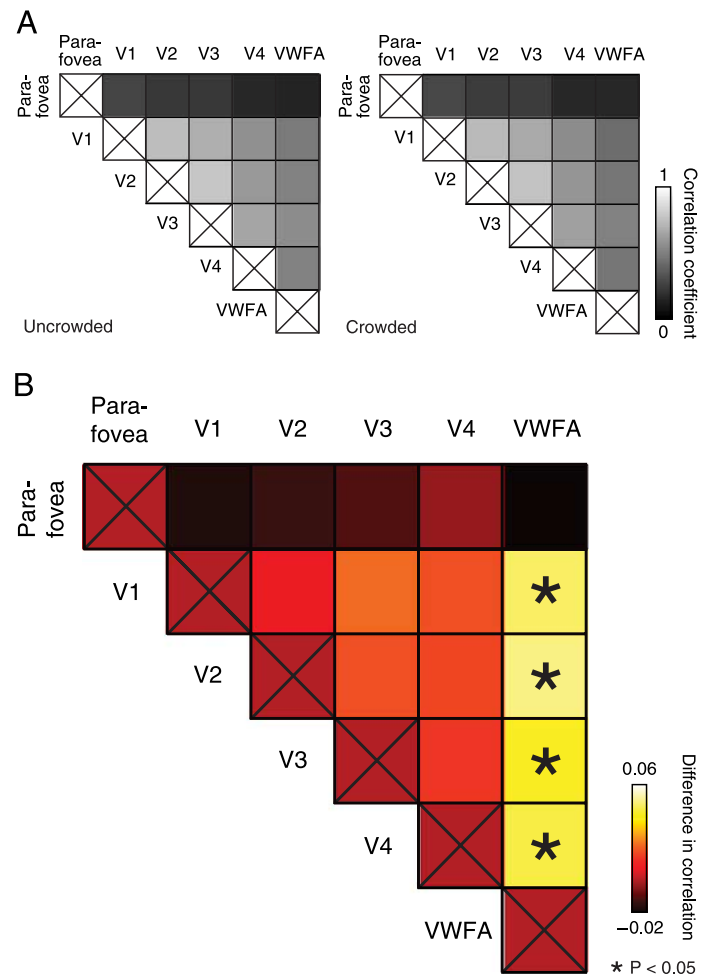 A
Para-
fovea V1 V2 V3 V4 VWFA
Para-
fovea
V1
V2
V3
V4
VWFA
Uncrowded
Para-
fovea V1 V2 V3 V4 VWFA
Para-
fovea
V1
V2
V3
V4
VWFA
Crowded
1
0
Correlation coefficient
B
Para-
fovea V1 V2 V3 V4 VWFA
Para-
fovea
V1 *
V2 *
V3 *
V4 *
VWFA
0.06
−0.02
Difference in correlation
* P < 0.05